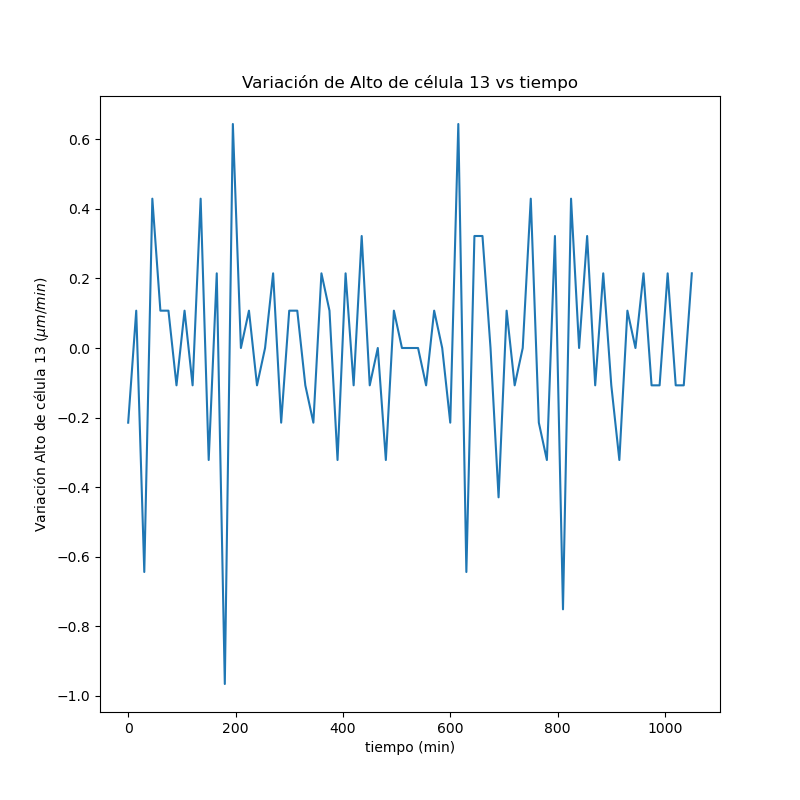 Variación de Alto de célula 13 vs tiempo
Variación Alto de célula 13 (μm/min)
0.6
0.4
0.2
0.0
−0.2
−0.4
−0.6
−0.8
−1.0
0 200 400 600 800 1000
tiempo (min)